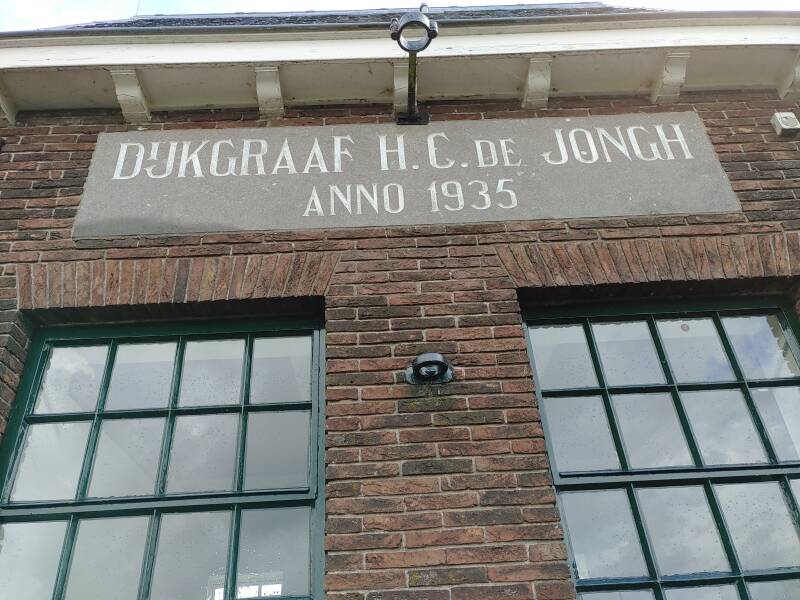 DIJKGRAAF H.C. DE JONGH
ANNO 1935